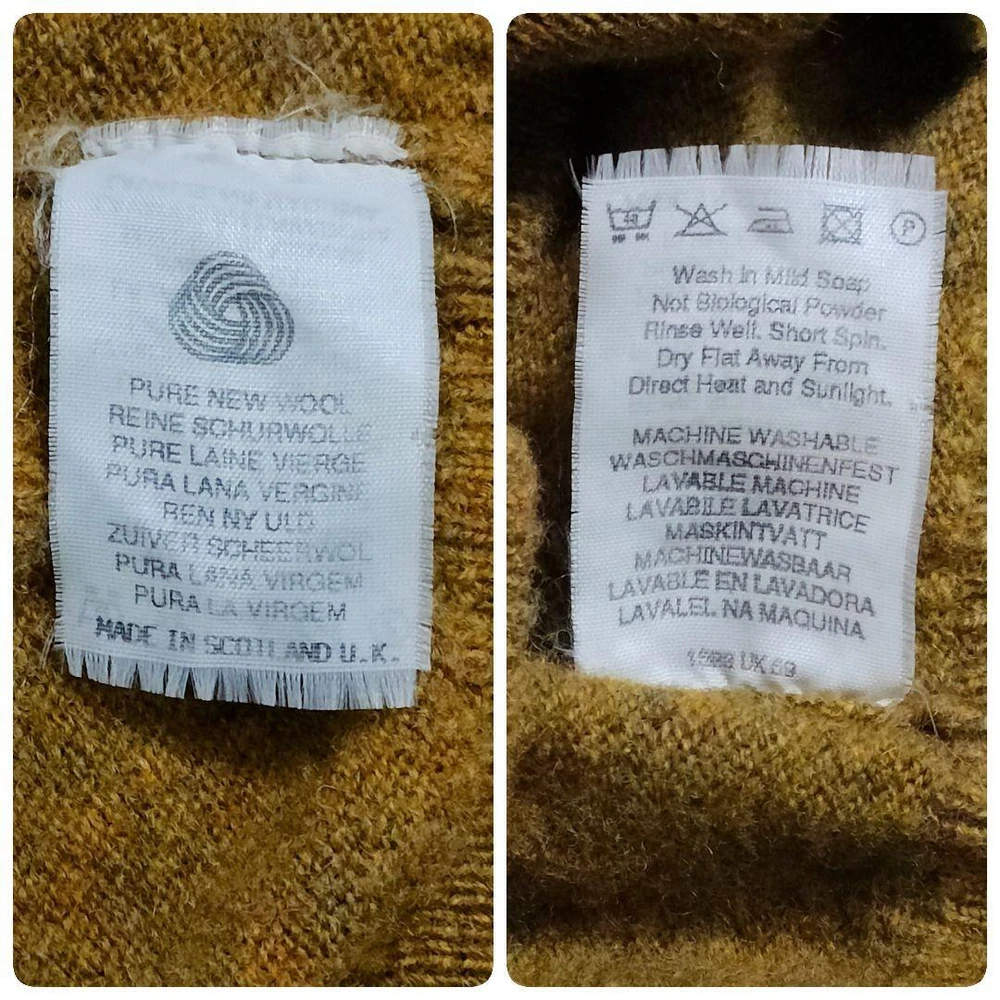 PURE NEW WOOL
REINE SCHURWOLLE
PURE LAINE VIERGE
PURA LANA VERGINE
REN NY ULD
ZUIVER SCHEERWOL
PURA LANA VIRGEM
PURA LA VIRGEM
MADE IN SCOTLAND U.K.
P
Wash In Mild Soap
Not Biological Powder
Rinse Well. Short Spin.
Dry Flat Away From
Direct Heat and Sunlight.
MACHINE WASHABLE
WASCHMASCHINENFEST
LAVABLE MACHINE
LAVABILE LAVATRICE
MASKINTVATT
MACHINEWASBAAR
LAVABLE EN LAVADORA
LAVALEL NA MAQUINA
UK